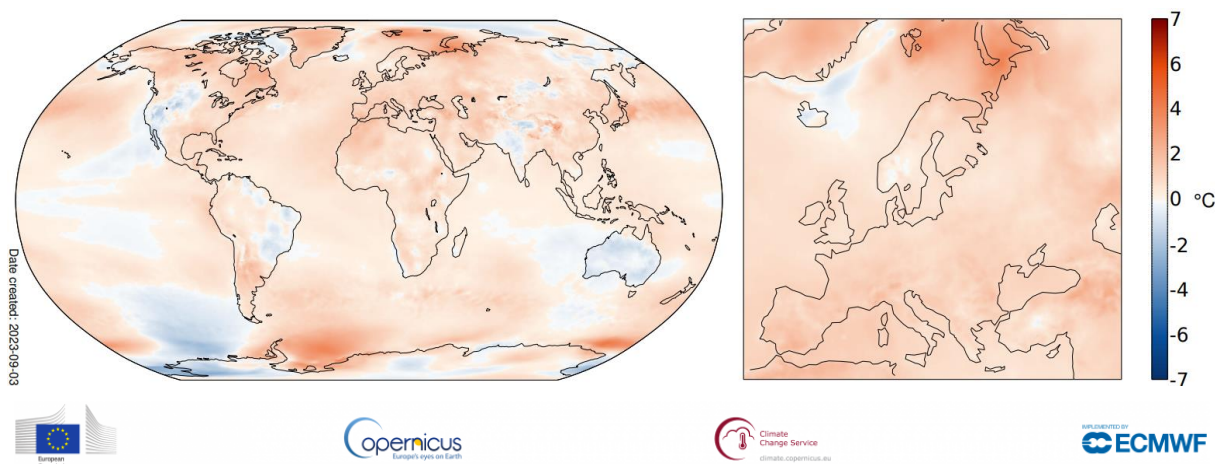 7
4
2
0
-2
-4
-6
-7
6
°C
Date created: 2023-09-03
European
opernicus
Europe's eyes on Earth
Climate
Change Service
climate.copernicus.eu
IMPLEMENTED BY
ECMWF